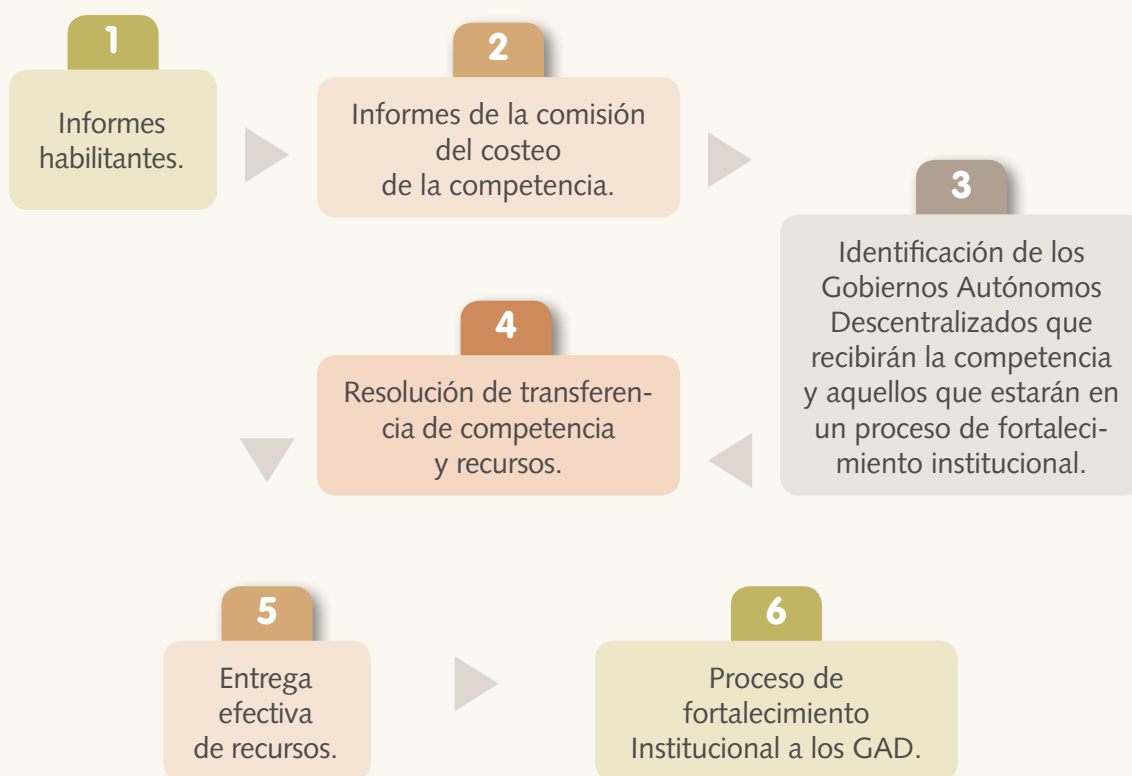 1
Informes
habilitantes.
2
Informes de la comisión
del costeo
de la competencia.
3
Identificación de los
Gobiernos Autónomos
Descentralizados que
recibirán la competencia
y aquellos que estarán en
un proceso de fortaleci-
miento institucional.
4
Resolución de transferen-
cia de competencia
y recursos.
5
Entrega
efectiva
de recursos.
6
Proceso de
fortalecimiento
Institucional a los GAD.